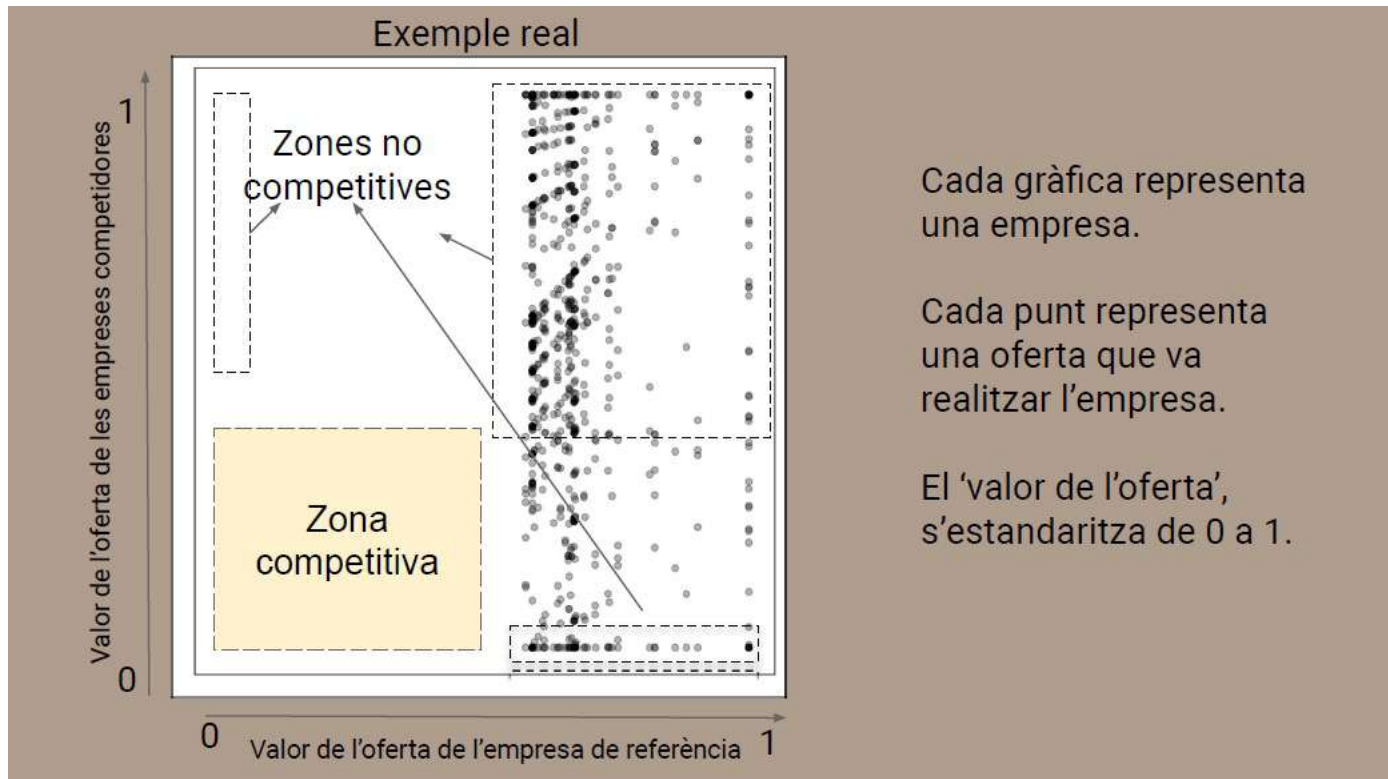 Exemple real
1
Zones no
competitives
Valor de l'oferta de les empreses competidores
Zona
competitiva
0
0
Valor de l'oferta de l'empresa de referència
1
Cada gràfica representa
una empresa.
Cada punt representa
una oferta que va
realitzar l'empresa.
El ‘valor de l'oferta’,
s'estandaritza de 0 a 1.